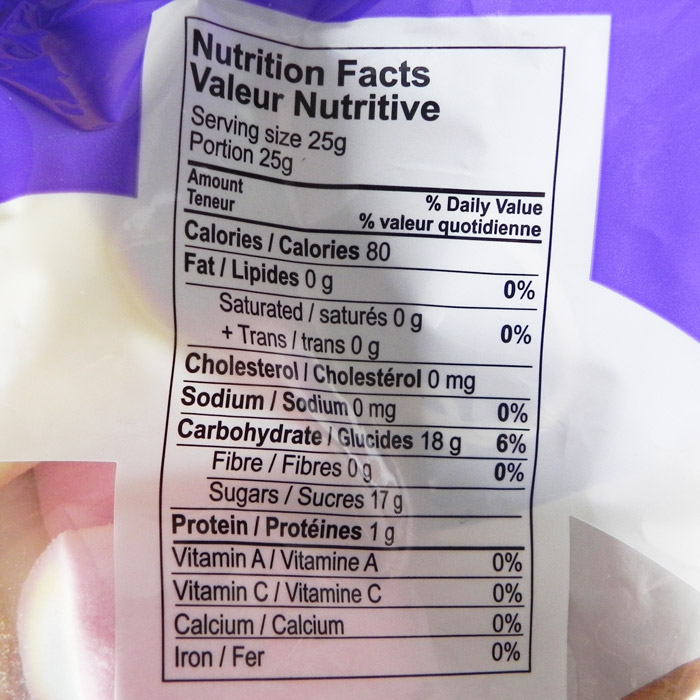 Nutrition Facts
Valeur Nutritive
Serving size 25g
Portion 25g
Amount
Teneur
% Daily Value
% valeur quotidienne
Calories / Calories 80
Fat / Lipides 0 g 0%
Saturated / saturés 0 g
+ Trans / trans 0 g 0%
Cholesterol / Cholestérol 0 mg
Sodium / Sodium 0 mg 0%
Carbohydrate / Glucides 18 g 6%
Fibre / Fibres 0 g 0%
Sugars / Sucres 17 g
Protein / Protéines 1 g
Vitamin A / Vitamine A 0%
Vitamin C / Vitamine C 0%
Calcium / Calcium 0%
Iron / Fer 0%